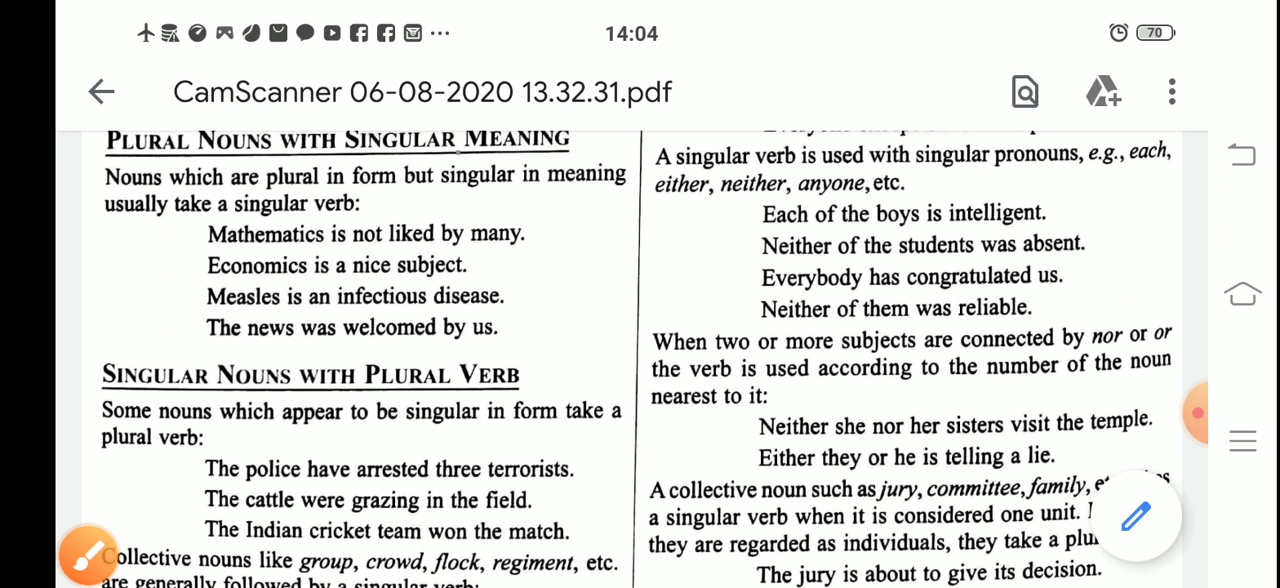 14:04
70
CamScanner 06-08-2020 13.32.31.pdf
PLURAL NOUNS WITH SINGULAR MEANING
Nouns which are plural in form but singular in meaning
usually take a singular verb:
Mathematics is not liked by many.
Economics is a nice subject.
Measles is an infectious disease.
The news was welcomed by us.
SINGULAR NOUNS WITH PLURAL VERB
Some nouns which appear to be singular in form take a
plural verb:
The police have arrested three terrorists.
The cattle were grazing in the field.
The Indian cricket team won the match.
Collective nouns like group, crowd, flock, regiment, etc.
are generally followed by a singular verb:
A singular verb is used with singular pronouns, e.g., each,
either, neither, anyone, etc.
Each of the boys is intelligent.
Neither of the students was absent.
Everybody has congratulated us.
Neither of them was reliable.
When two or more subjects are connected by nor or or
the verb is used according to the number of the noun
nearest to it:
Neither she nor her sisters visit the temple.
Either they or he is telling a lie.
A collective noun such as jury, committee, family,
a singular verb when it is considered one unit.
they are regarded as individuals, they take a
The jury is about to give its decision.